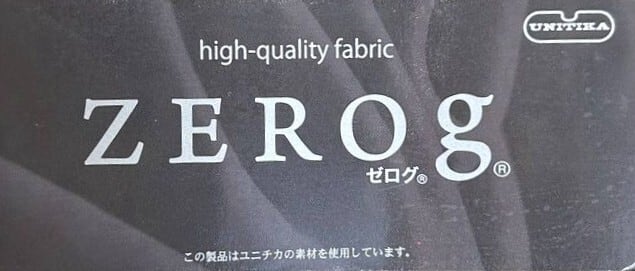 UNITIKA
high-quality fabric
ZEROg®
ゼログ®
この製品はユニチカの素材を使用しています。